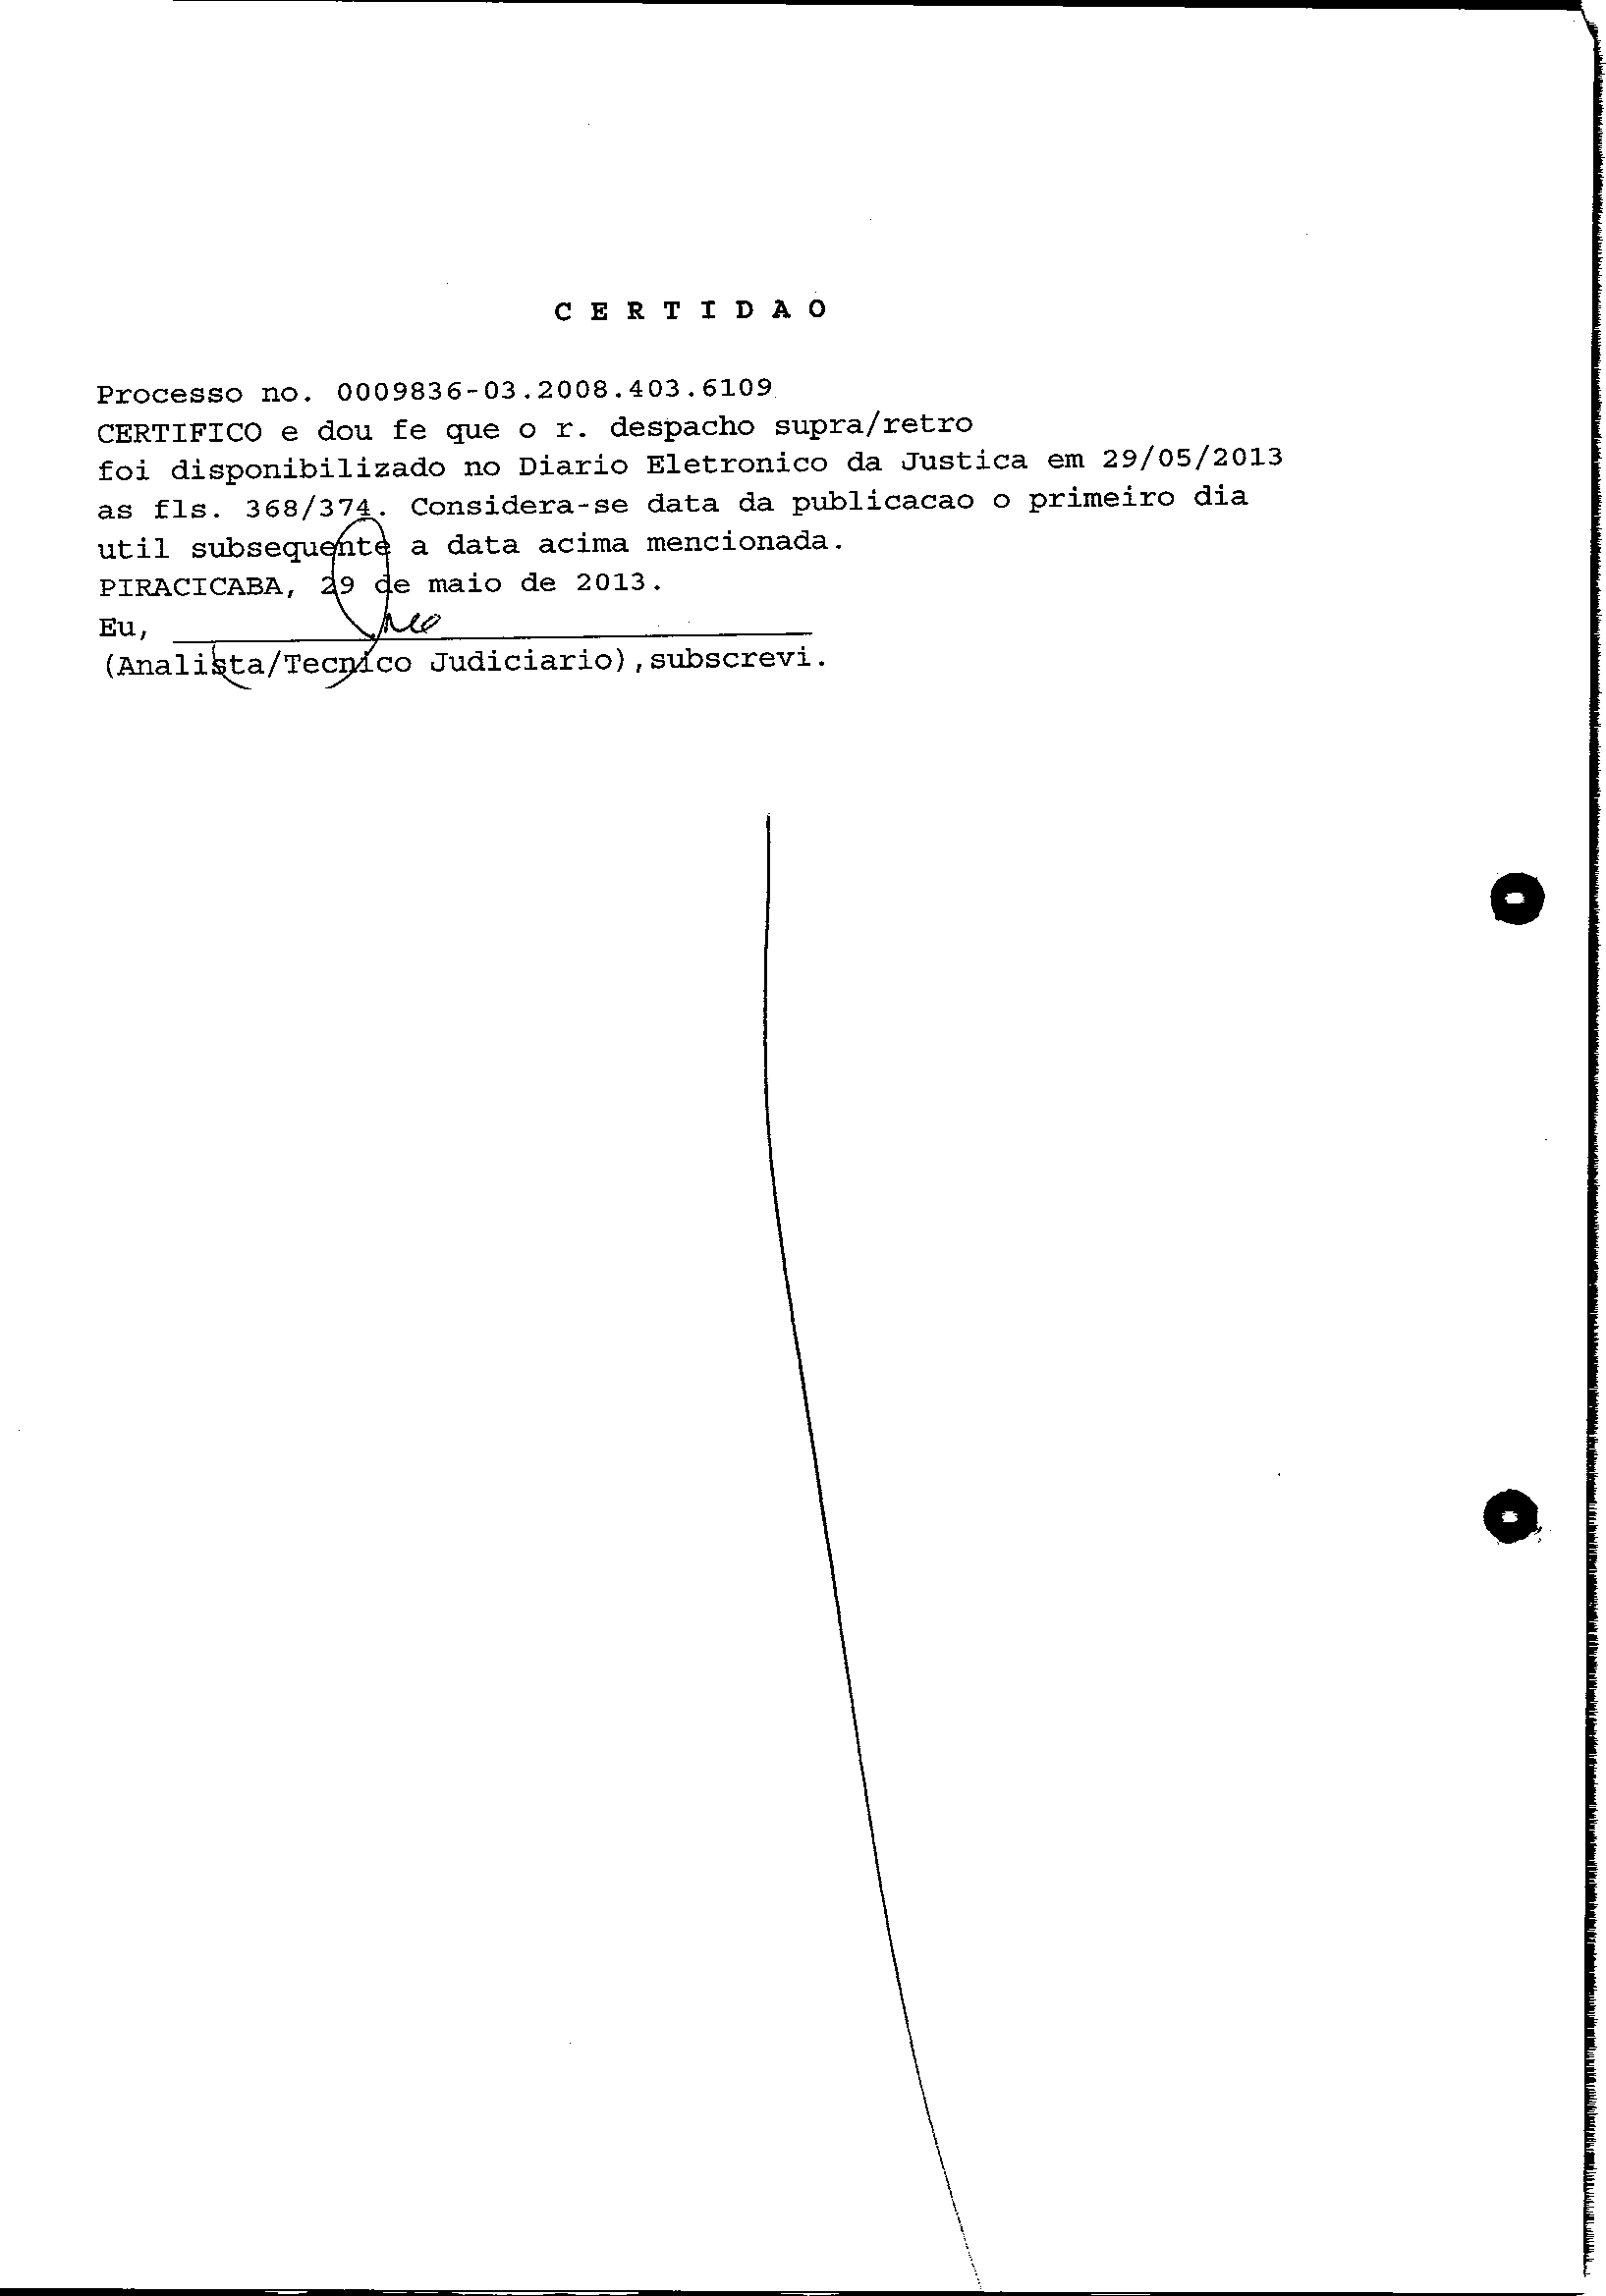 C E R T I D A O
Processo no. 0009836-03.2008.403.6109
CERTIFICO e dou fe que o r. despacho supra/retro
foi disponibilizado no Diario Eletronico da Justica em 29/05/2013
as fls. 368/374. Considera-se data da publicacao o primeiro dia
util subsequente a data acima mencionada.
PIRACICABA, 29 de maio de 2013.
Eu,
(Analista/Tecnico Judiciario),subscrevi.